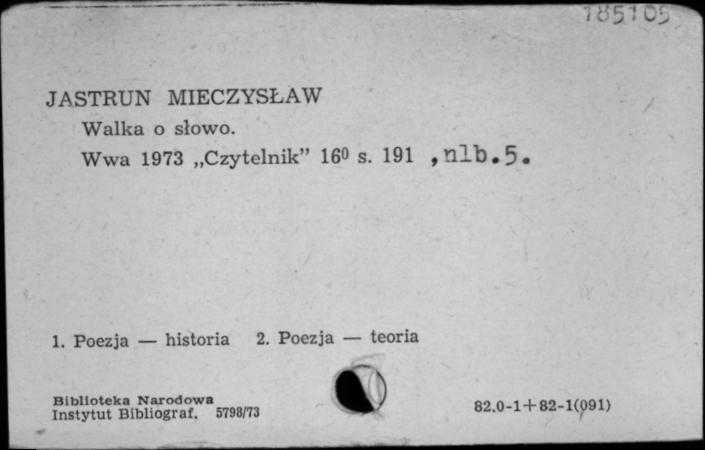 185105
JASTRUN MIECZYSŁAW
Walka o słowo.
Wwa 1973 „Czytelnik” 16⁰ s. 191 ,nlb.5.
1. Poezja — historia 2. Poezja — teoria
Biblioteka Narodowa
Instytut Bibliograf. 5798/73
82.0-1+82-1(091)